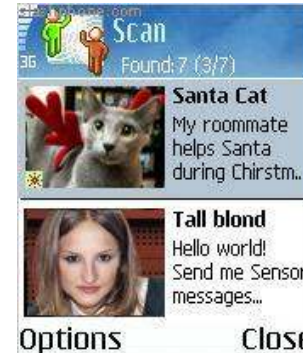 Scan
36
Found:7 (3/7)
Santa Cat
My roommate
helps Santa
during Chirstm..
Tall blond
Hello world!
Send me Sensor
messages...
Options
Close